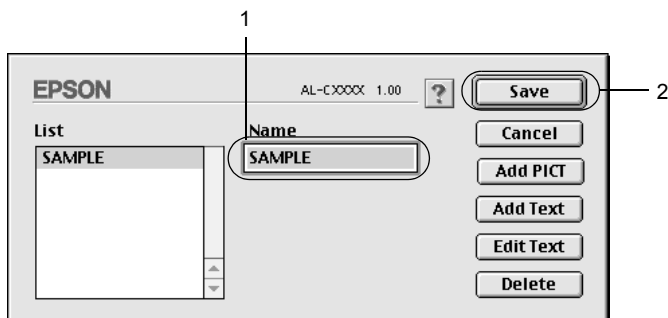 1
EPSON
AL-CXXXX 1.00
?
Save
2
List
Name
Cancel
SAMPLE
SAMPLE
Add PICT
Add Text
Edit Text
Delete